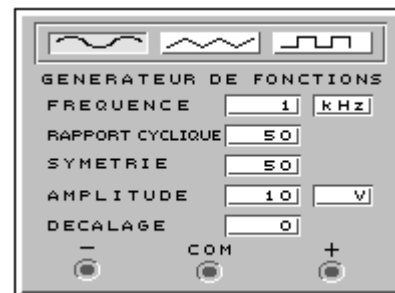 GENERATEUR DE FONCTIONS
FREQUENCE 1 kHz
RAPPORT CYCLIQUE 50
SYMETRIE 50
AMPLITUDE 10 V
DECALAGE 0
- COM +